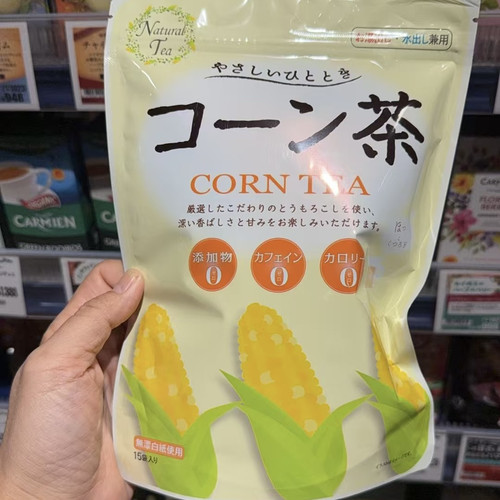 Natural
Tea
水出し兼用
やさしいひととき
コーン茶
CORN TEA
厳選したこだわりのとうもろこしを使い、
深い香ばしさと甘みをお楽しみいただけます。
添加物
0
カフェイン
0
カロリー
0
無漂白紙使用
15袋入り
CARMIEN